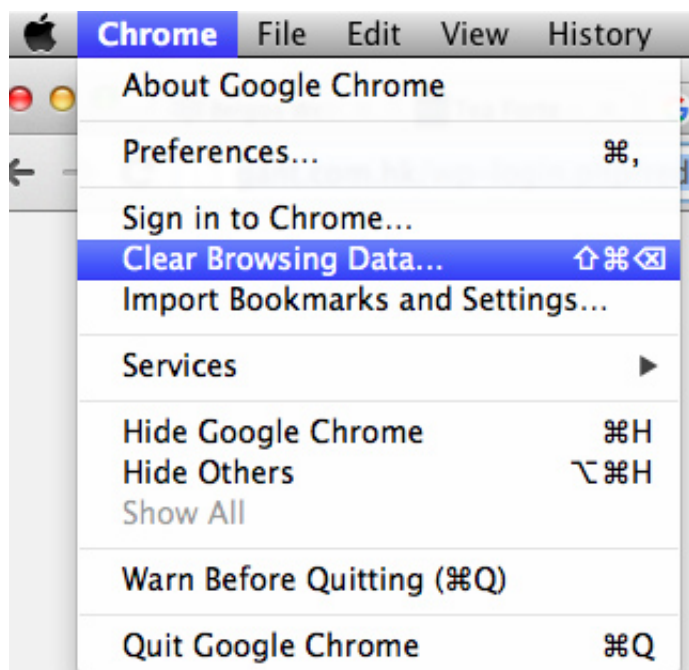 Chrome File Edit View History
About Google Chrome
Preferences... ⌘,
Sign in to Chrome...
Clear Browsing Data... ⇧⌘⌫
Import Bookmarks and Settings...
Services ▶
Hide Google Chrome ⌘H
Hide Others ⌥⌘H
Show All
Warn Before Quitting (⌘Q)
Quit Google Chrome ⌘Q